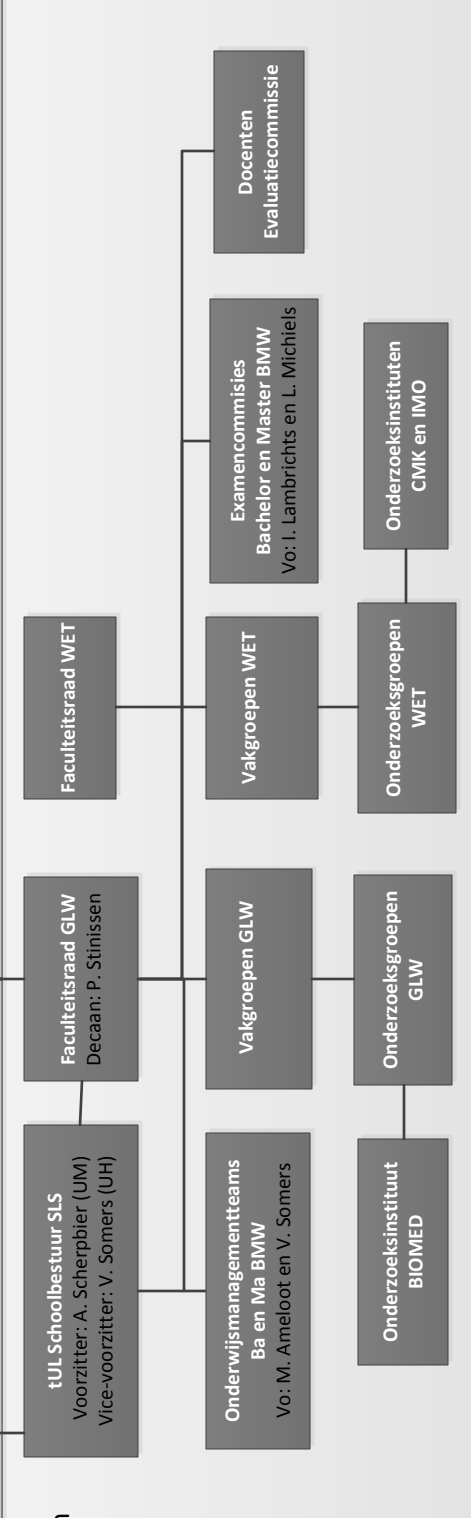 tUL Schoolbestuur SLS
Voorzitter: A. Scherpbier (UM)
Vice-voorzitter: V. Somers (UH)
Faculteitsraad GLW
Decaan: P. Stinissen
Faculteitsraad WET
Onderwijsmanagementteams
Ba en Ma BMW
Vo: M. Ameloot en V. Somers
Vakgroepen GLW
Vakgroepen WET
Examencommisies
Bachelor en Master BMW
Vo: I. Lambrichts en L. Michiels
Docenten
Evaluatiecommissie
Onderzoeksinstituut
BIOMED
Onderzoeksgroepen
GLW
Onderzoeksgroepen
WET
Onderzoeksinstituten
CMK en IMO